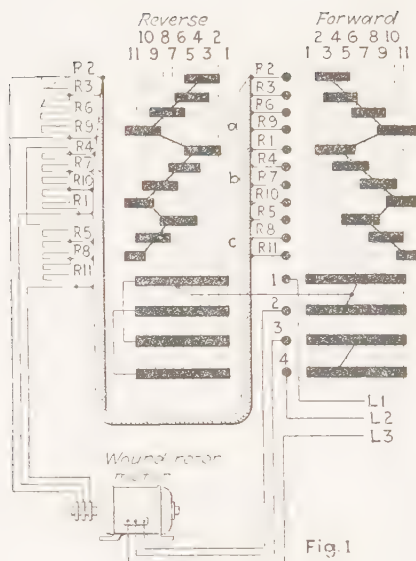 Reverse Forward
10 8 6 4 2 2 4 6 8 10
11 9 7 5 3 1 1 3 5 7 9 11
P2 P2
R3 R3
R6 P6
R9 a R9
R4 R1
R7 R4
R10 b P7
R1 R10
R5 R5
P8 c R8
R11 R11
1
2
3
4
L1
L2
L3
Wound rotor
motor
Fig.1